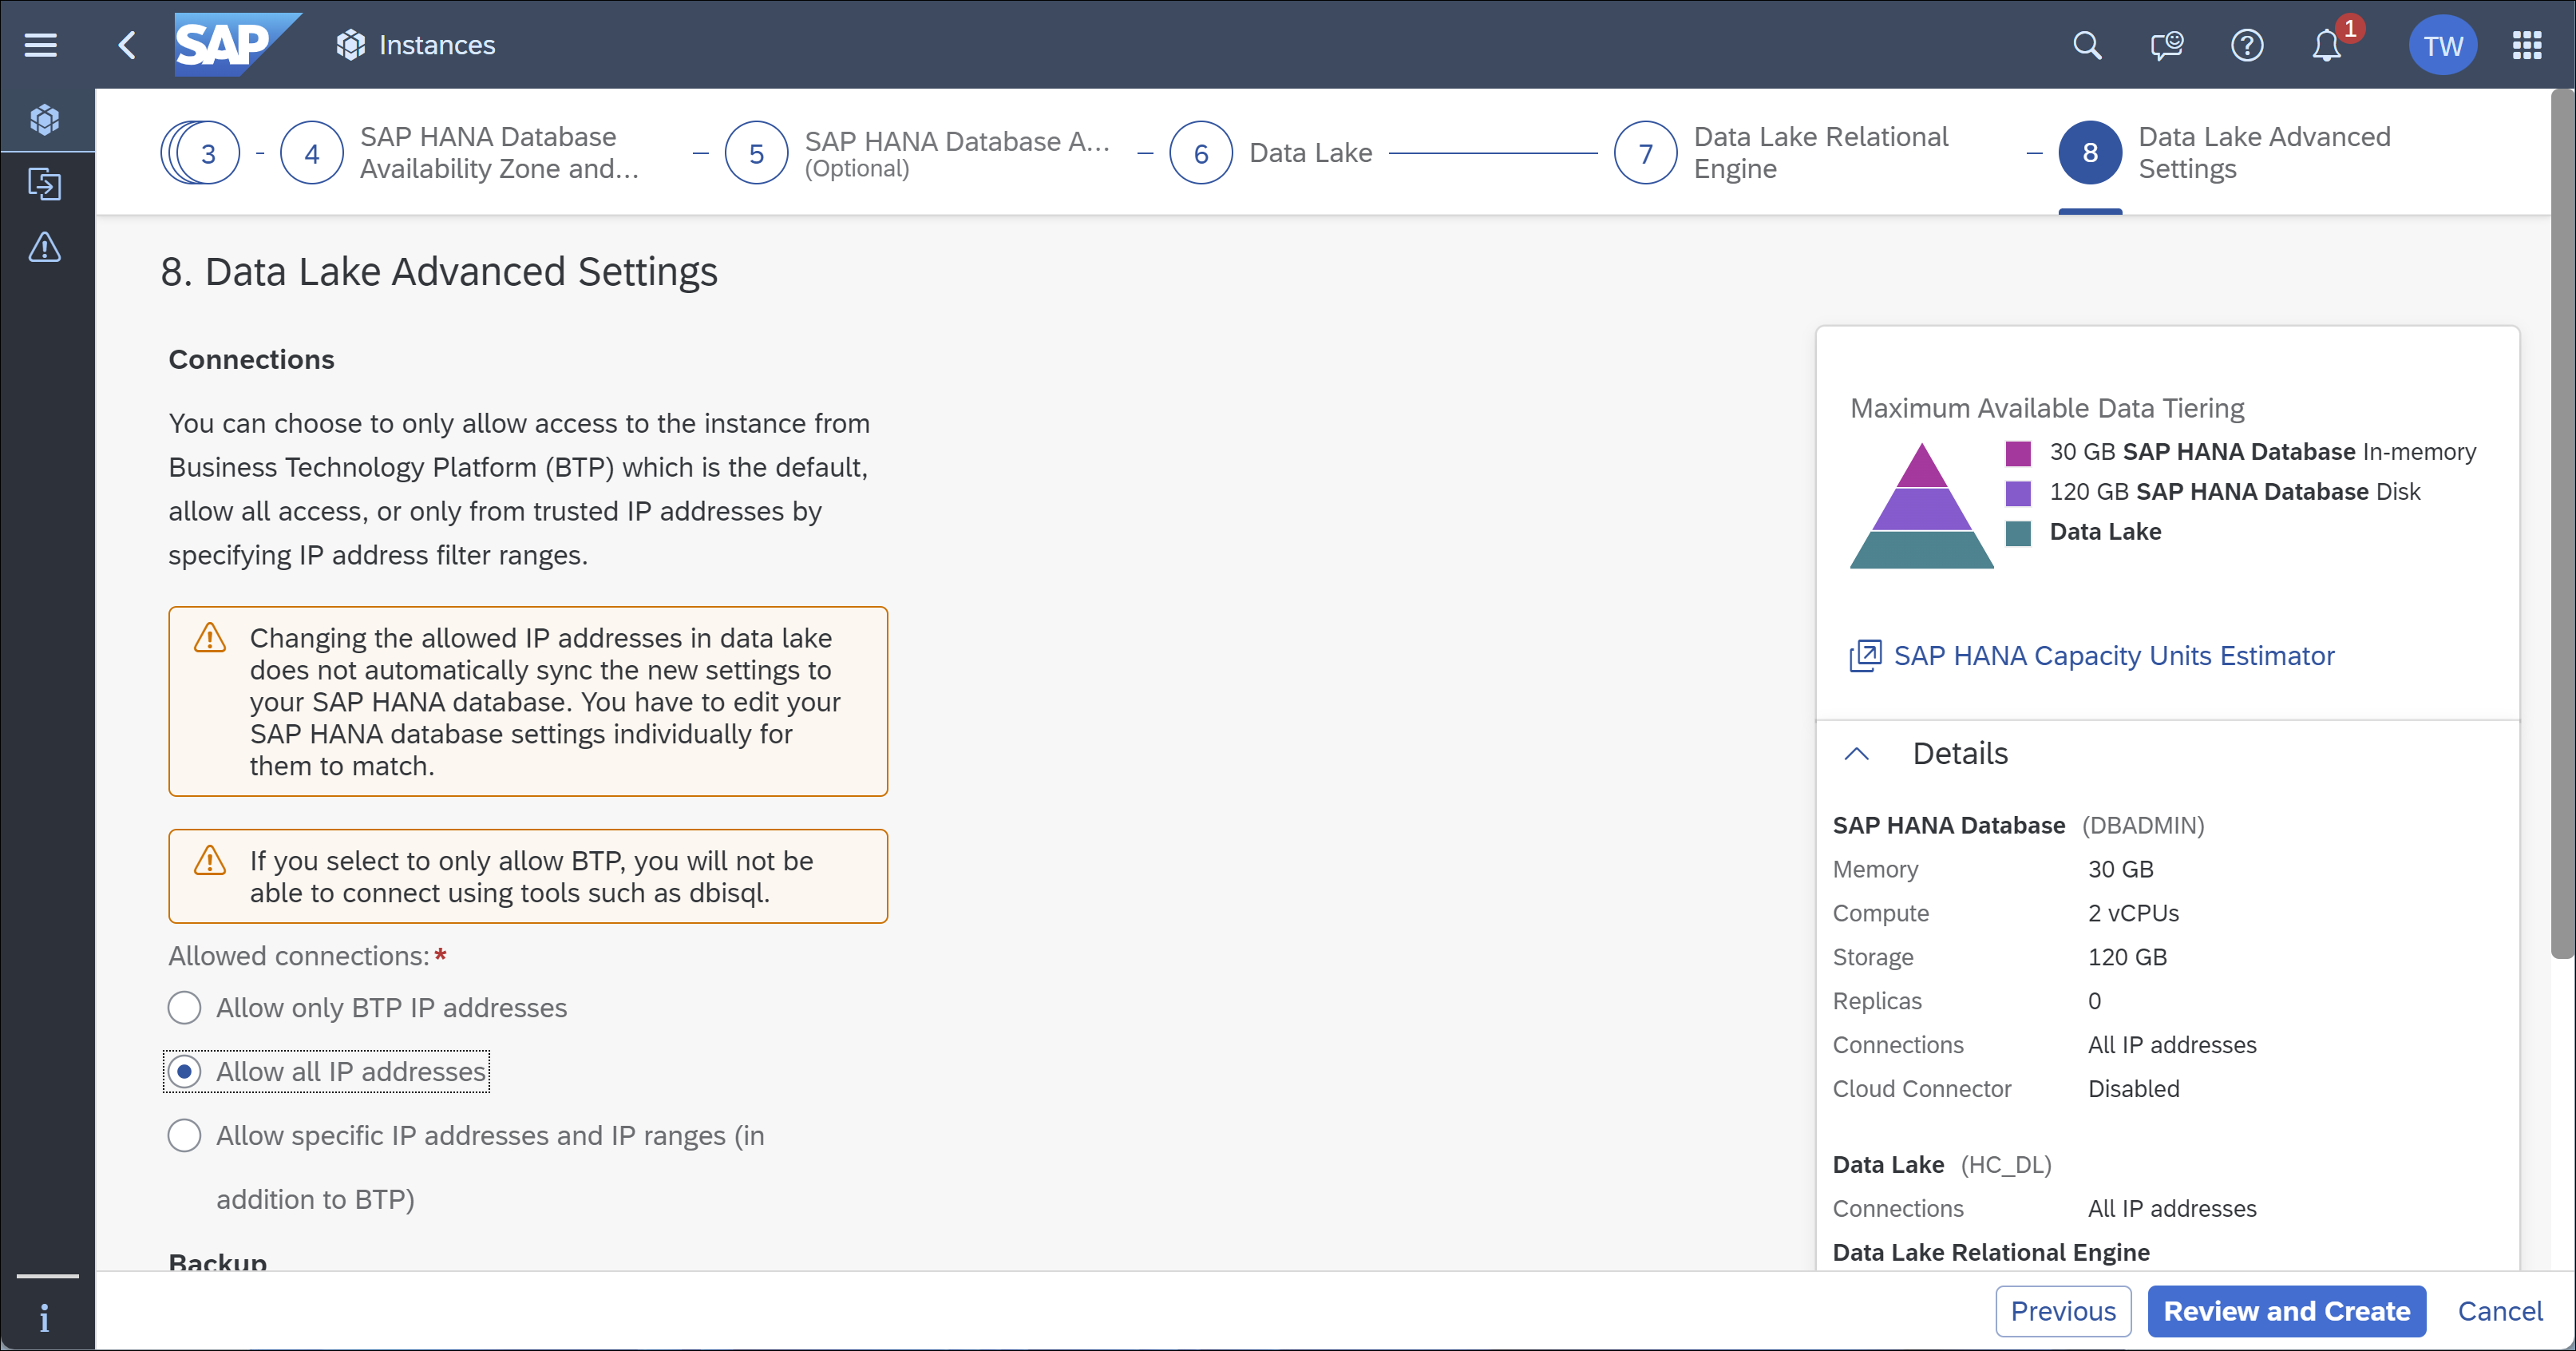 SAP
Instances
1
TW
3
4
SAP HANA Database
Availability Zone and...
5
SAP HANA Database A...
(Optional)
6
Data Lake
7
Data Lake Relational
Engine
8
Data Lake Advanced
Settings
8. Data Lake Advanced Settings
Connections
You can choose to only allow access to the instance from
Business Technology Platform (BTP) which is the default,
allow all access, or only from trusted IP addresses by
specifying IP address filter ranges.
Changing the allowed IP addresses in data lake
does not automatically sync the new settings to
your SAP HANA database. You have to edit your
SAP HANA database settings individually for
them to match.
If you select to only allow BTP, you will not be
able to connect using tools such as dbisql.
Allowed connections:*
Allow only BTP IP addresses
Allow all IP addresses
Allow specific IP addresses and IP ranges (in
addition to BTP)
Backup
Maximum Available Data Tiering
30 GB SAP HANA Database In-memory
120 GB SAP HANA Database Disk
Data Lake
SAP HANA Capacity Units Estimator
Details
SAP HANA Database (DBADMIN)
Memory 30 GB
Compute 2 vCPUs
Storage 120 GB
Replicas 0
Connections All IP addresses
Cloud Connector Disabled
Data Lake (HC_DL)
Connections All IP addresses
Data Lake Relational Engine
Previous
Review and Create
Cancel